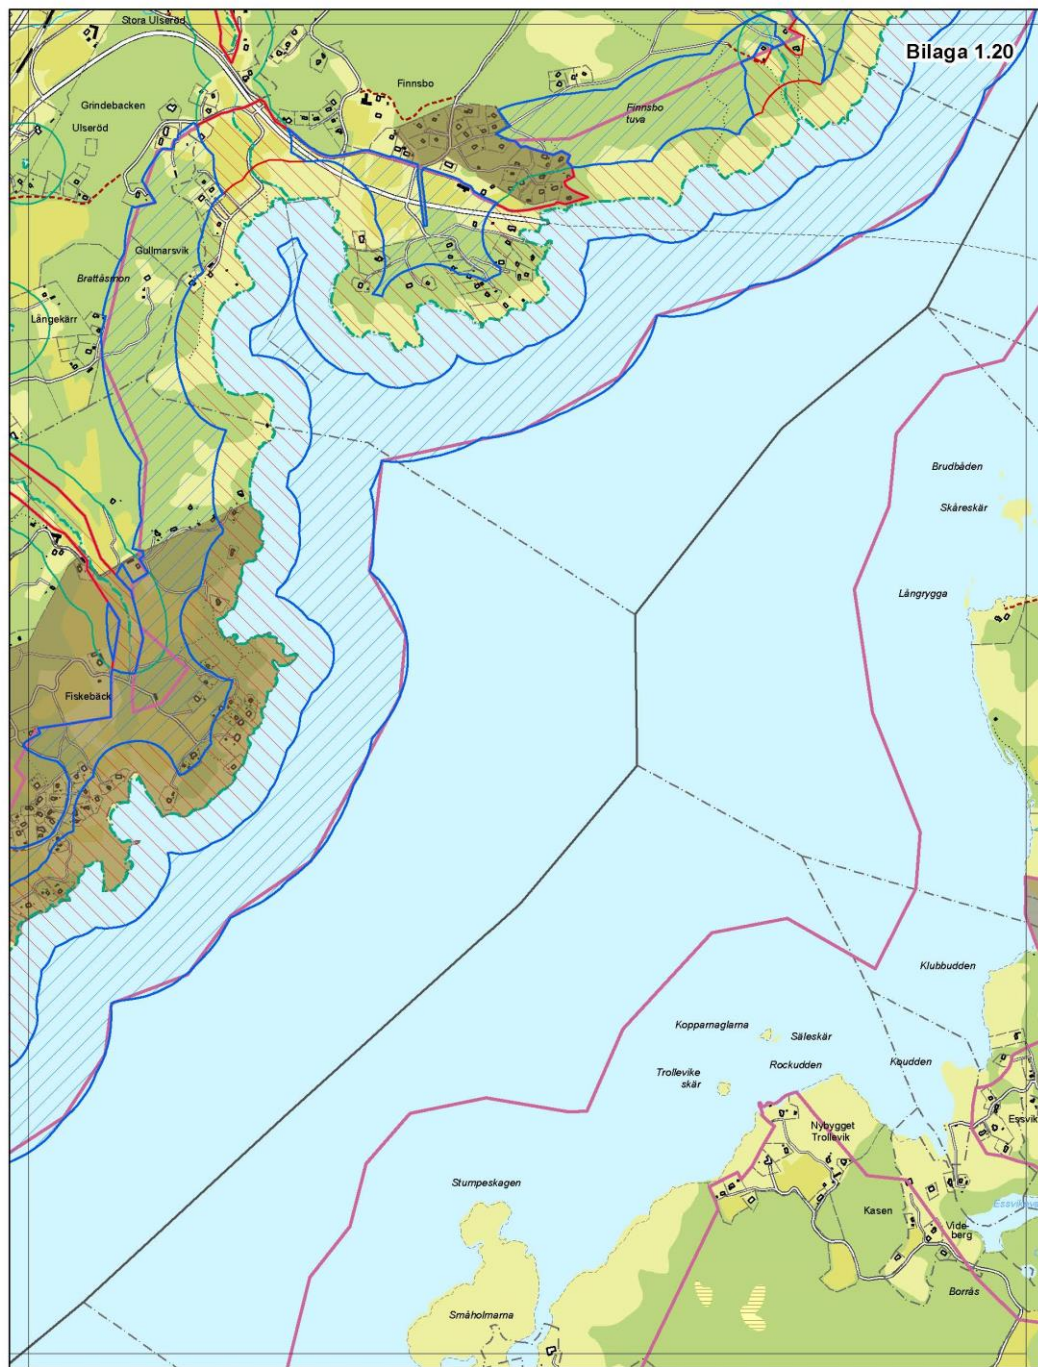 Stora Ulseröd
Bilaga 1.20
Finnsbo
Grindebacken
Finnsbo
tuva
Ulseröd
Gullmarsvik
Brattåsmon
Långekärr
Brudbåden
Skåreskär
Långrygga
Fiskebäck
Klubbudden
Kopparnaglarna
Säleskär
Rockudden
Koudden
Trollevike
skär
Essvik
Nybygget
Trollevik
Stumpeskagen
Kasen
Vide-
berg
Borrås
Småholmarna